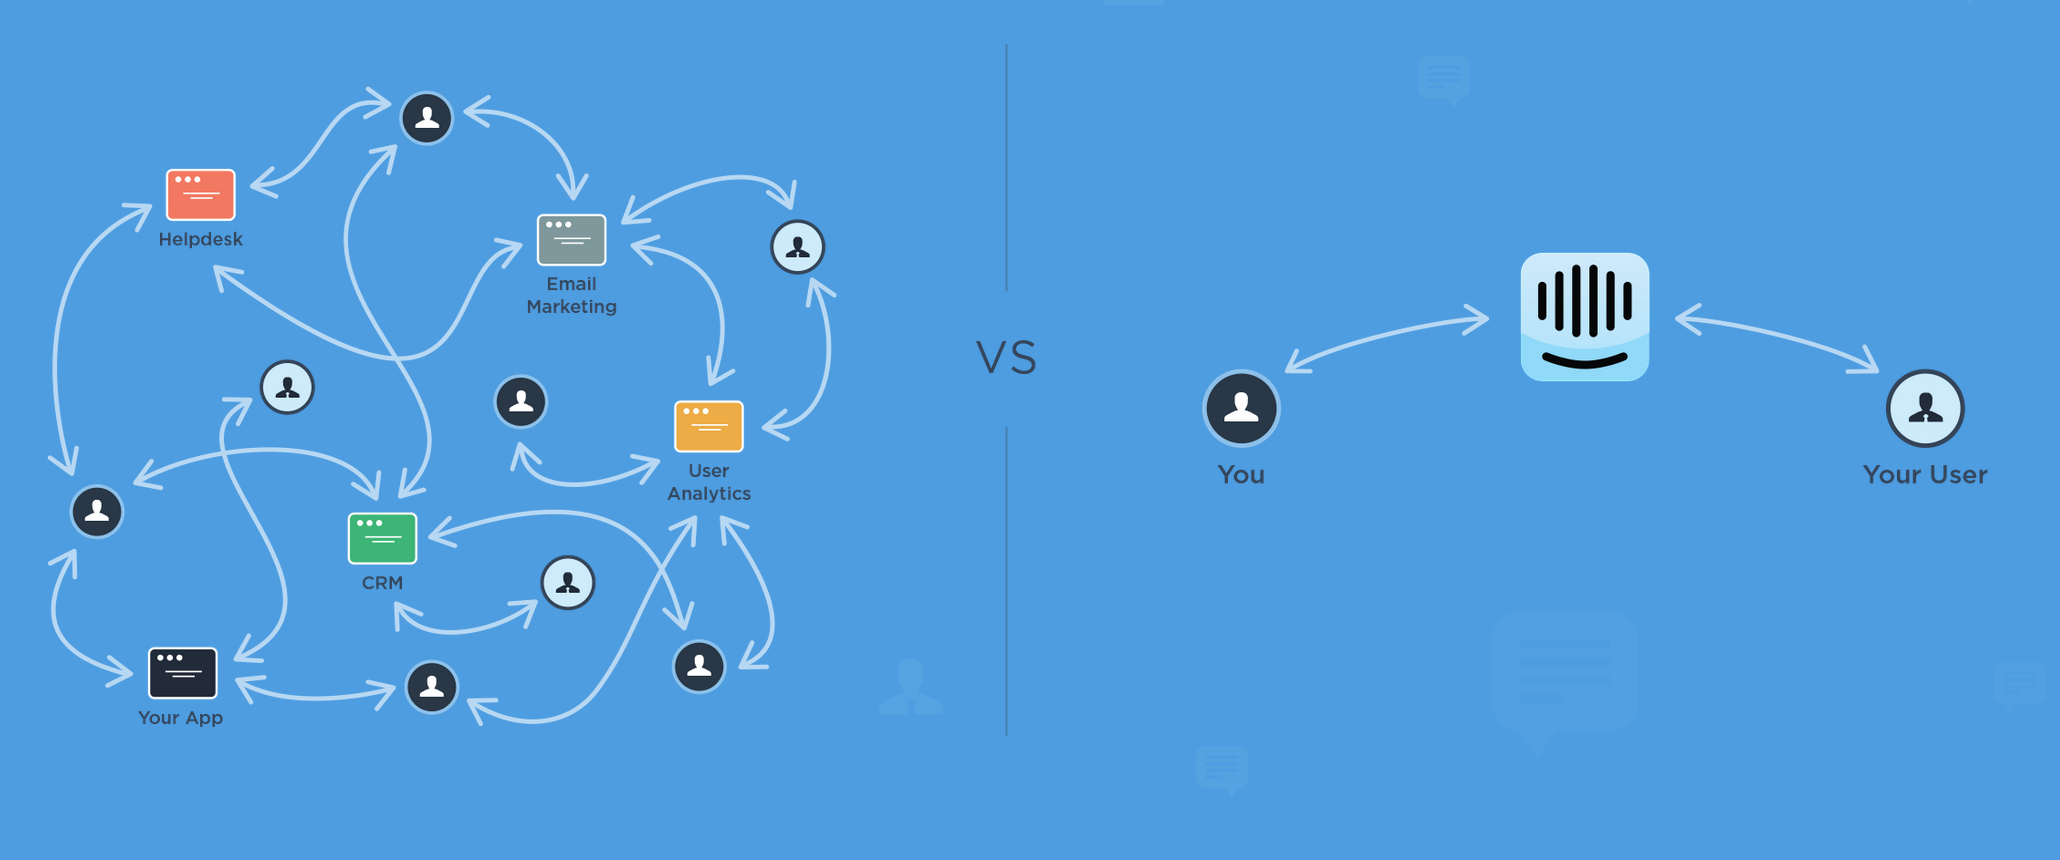 Helpdesk
Email
Marketing
User
Analytics
CRM
Your App
VS
You
Your User